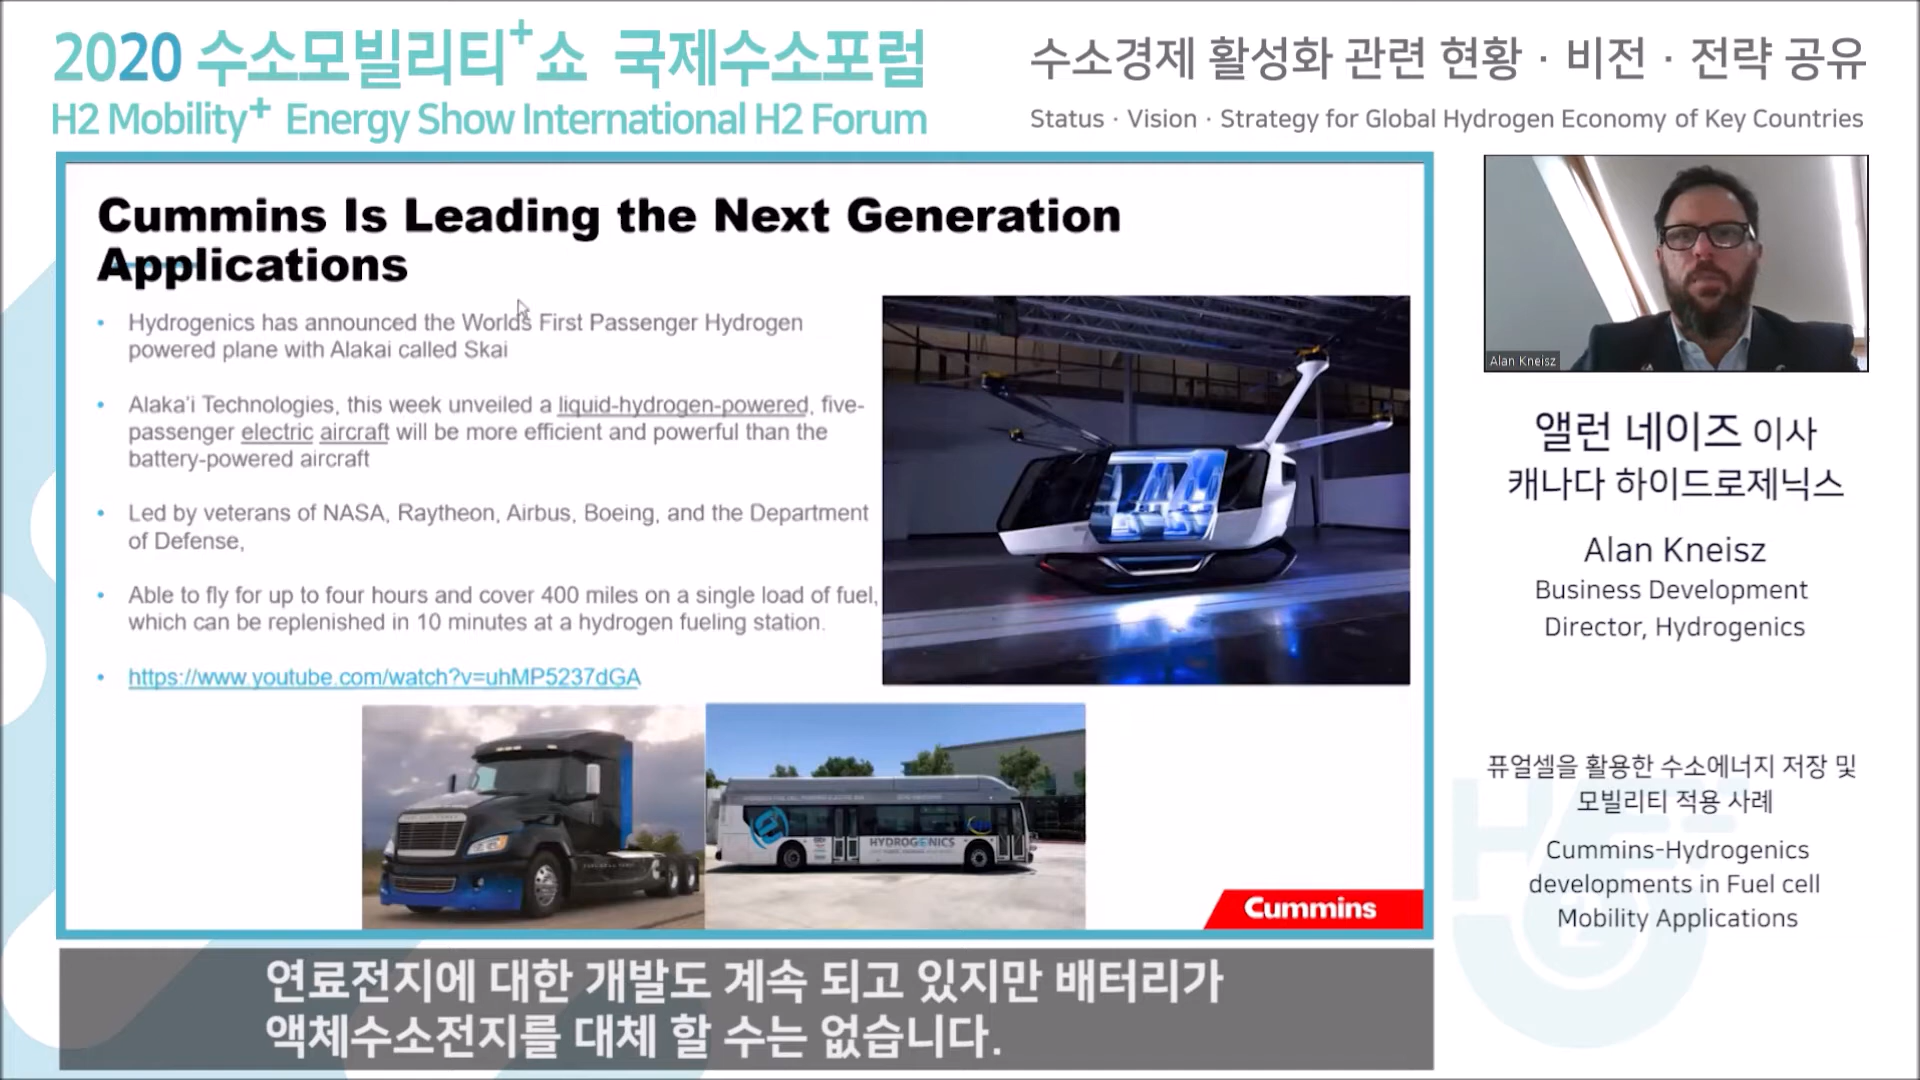 2020 수소모빌리티+쇼 국제수소포럼
H2 Mobility+ Energy Show International H2 Forum
수소경제 활성화 관련 현황 · 비전 · 전략 공유
Status · Vision · Strategy for Global Hydrogen Economy of Key Countries
Cummins Is Leading the Next Generation
Applications
• Hydrogenics has announced the Worlds First Passenger Hydrogen
powered plane with Alakai called Skai
• Alaka'i Technologies, this week unveiled a liquid-hydrogen-powered, five-
passenger electric aircraft will be more efficient and powerful than the
battery-powered aircraft
• Led by veterans of NASA, Raytheon, Airbus, Boeing, and the Department
of Defense,
• Able to fly for up to four hours and cover 400 miles on a single load of fuel,
which can be replenished in 10 minutes at a hydrogen fueling station.
• https://www.youtube.com/watch?v=uhMP5237dGA
HYDROGENICS
Cummins
Alan Kneisz
앨런 네이즈 이사
캐나다 하이드로제닉스
Alan Kneisz
Business Development
Director, Hydrogenics
퓨얼셀을 활용한 수소에너지 저장 및
모빌리티 적용 사례
Cummins-Hydrogenics
developments in Fuel cell
Mobility Applications
연료전지에 대한 개발도 계속 되고 있지만 배터리가
액체수소전지를 대체 할 수는 없습니다.